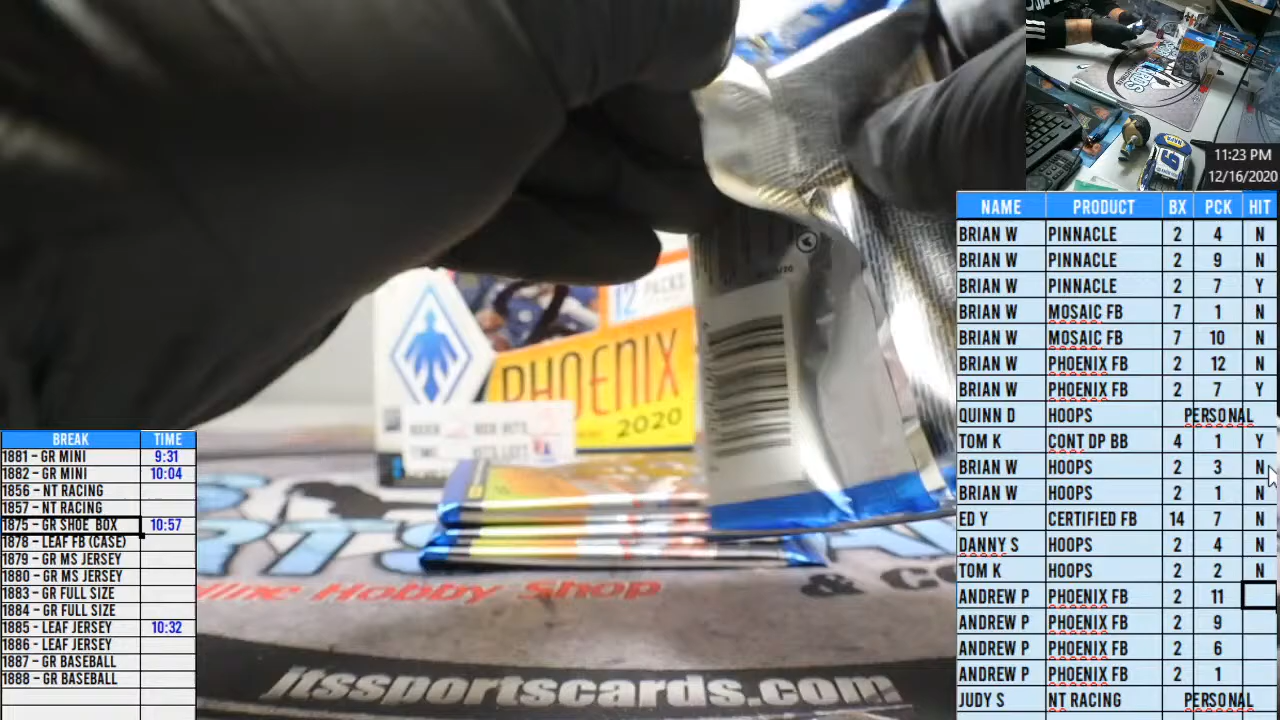 11:23 PM
12/16/2020
NAME PRODUCT BX PCK HIT
BRIAN W PINNACLE 2 4 N
BRIAN W PINNACLE 2 9 N
BRIAN W PINNACLE 2 7 Y
BRIAN W MOSAIC FB 7 1 N
BRIAN W MOSAIC FB 7 10 N
BRIAN W PHOENIX FB 2 12 N
BRIAN W PHOENIX FB 2 7 Y
QUINN D HOOPS PERSONAL
TOM K CONT DP BB 4 1 Y
BRIAN W HOOPS 2 3 N
BRIAN W HOOPS 2 1 N
ED Y CERTIFIED FB 14 7 N
DANNY S HOOPS 2 4 N
TOM K HOOPS 2 2 N
ANDREW P PHOENIX FB 2 11
ANDREW P PHOENIX FB 2 9
ANDREW P PHOENIX FB 2 6
ANDREW P PHOENIX FB 2 1
JUDY S NT RACING PERSONAL
BREAK TIME
1881 - GR MINI 9:31
1882 - GR MINI 10:04
1856 - NT RACING
1857 - NT RACING
1875 - GR SHOE BOX 10:57
1878 - LEAF FB (CASE)
1879 - GR MS JERSEY
1880 - GR MS JERSEY
1883 - GR FULL SIZE
1884 - GR FULL SIZE
1885 - LEAF JERSEY 10:32
1886 - LEAF JERSEY
1887 - GR BASEBALL
1888 - GR BASEBALL
12 PACKS
PHOENIX
2020
line Hobby Shop
& CO
jtssportscards.com